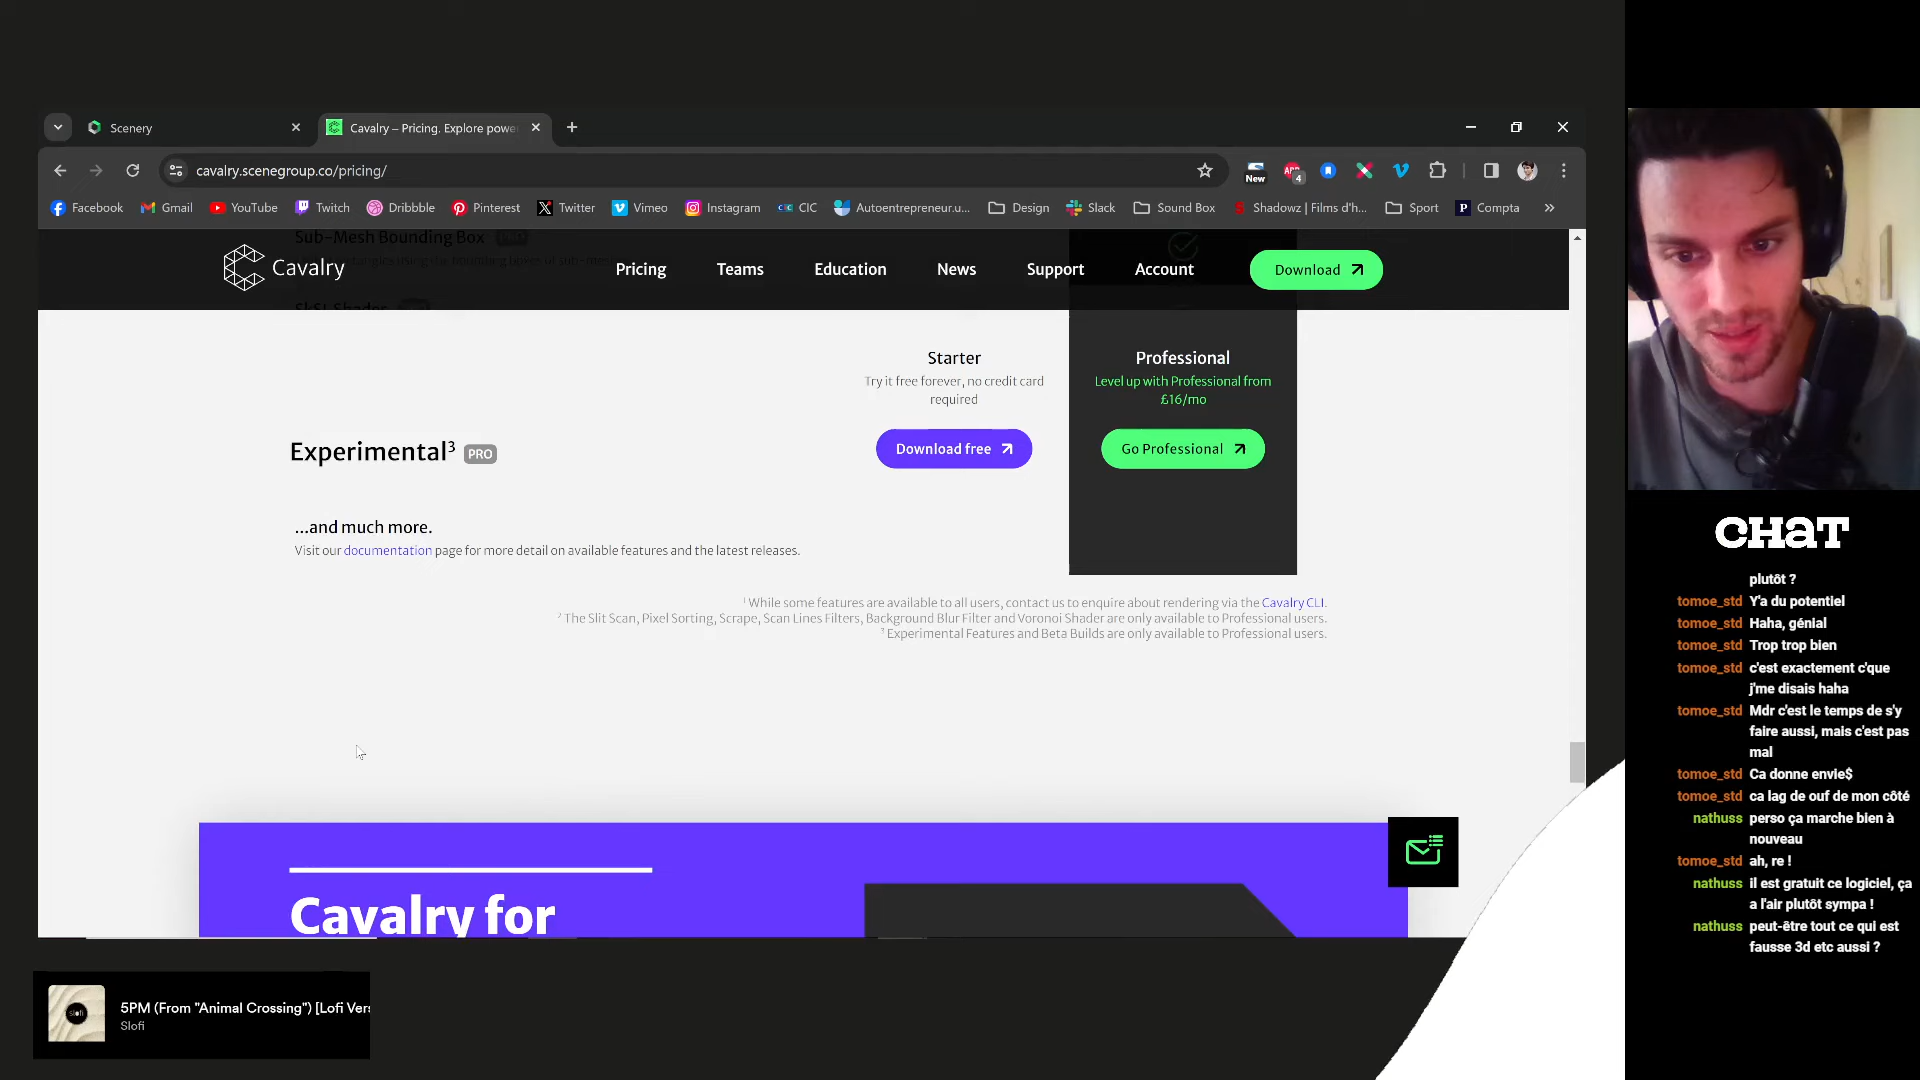 Scenery
Cavalry – Pricing. Explore powe
cavalry.scenegroup.co/pricing/
New
4
Facebook
Gmail
YouTube
Twitch
Dribbble
Pinterest
Twitter
Vimeo
Instagram
CIC
Autoentrepreneur.u...
Design
Slack
Sound Box
Shadowz | Films d'h...
Sport
Compta
»
Sub-Mesh Bounding Box
SkSL Shader
Cavalry
Pricing
Teams
Education
News
Support
Account
Download
Starter
Try it free forever, no credit card
required
Download free
Professional
Level up with Professional from
£16/mo
Go Professional
Experimental³ PRO
...and much more.
Visit our documentation page for more detail on available features and the latest releases.
¹ While some features are available to all users, contact us to enquire about rendering via the Cavalry CLI.
² The Slit Scan, Pixel Sorting, Scrape, Scan Lines Filters, Background Blur Filter and Voronoi Shader are only available to Professional users.
³ Experimental Features and Beta Builds are only available to Professional users.
Cavalry for
slofi
5PM (From "Animal Crossing") [Lofi Vers
Slofi
CHAT
plutôt ?
tomoe_std Y'a du potentiel
tomoe_std Haha, génial
tomoe_std Trop trop bien
tomoe_std c'est exactement c'que
j'me disais haha
tomoe_std Mdr c'est le temps de s'y
faire aussi, mais c'est pas
mal
tomoe_std Ca donne envie$
tomoe_std ca lag de ouf de mon côté
nathuss perso ça marche bien à
nouveau
tomoe_std ah, re !
nathuss il est gratuit ce logiciel, ça
a l'air plutôt sympa !
nathuss peut-être tout ce qui est
fausse 3d etc aussi ?